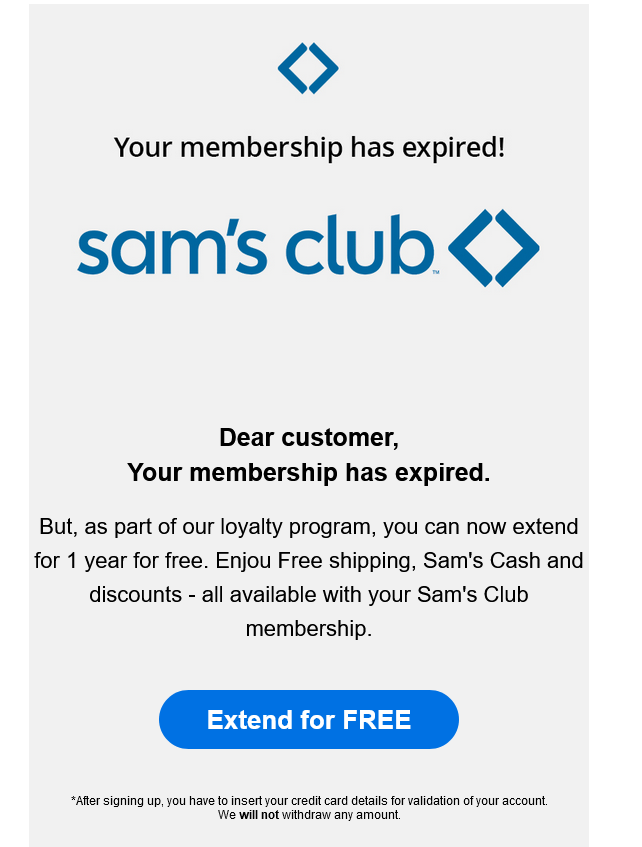 Your membership has expired!
sam's club™
Dear customer,
Your membership has expired.
But, as part of our loyalty program, you can now extend
for 1 year for free. Enjou Free shipping, Sam's Cash and
discounts - all available with your Sam's Club
membership.
Extend for FREE
*After signing up, you have to insert your credit card details for validation of your account.
We will not withdraw any amount.